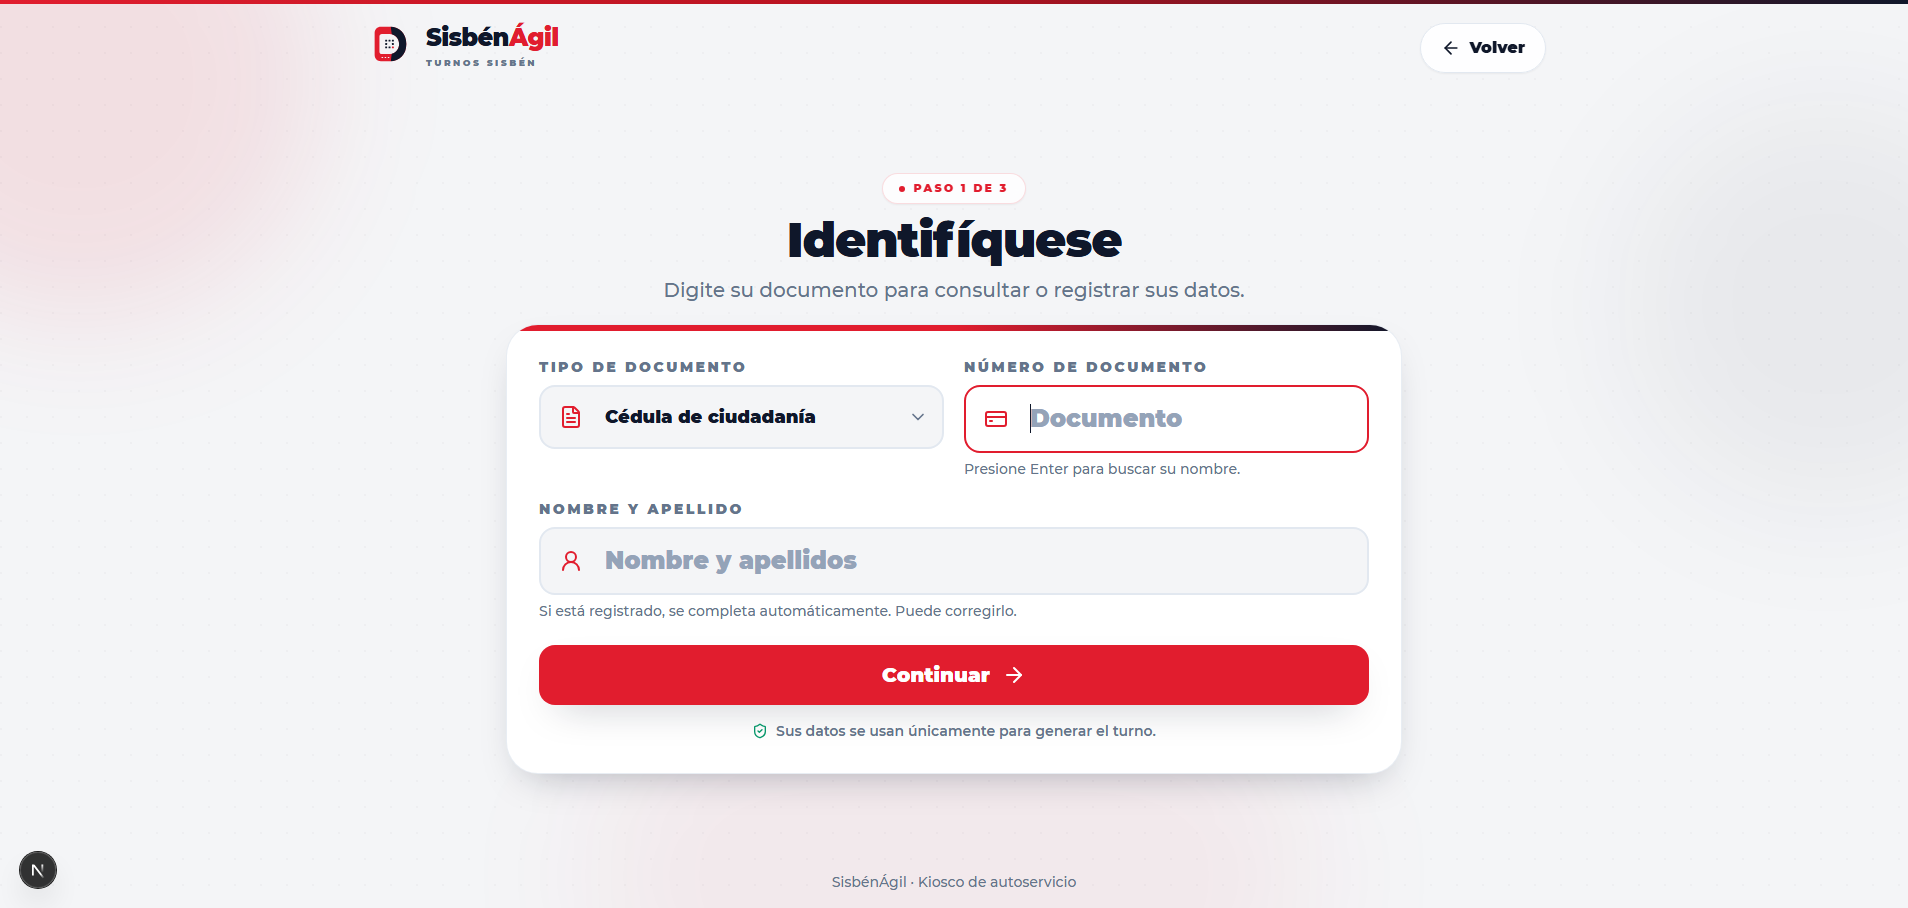 SisbénÁgil
TURNOS SISBÉN
Volver
PASO 1 DE 3
Identifíquese
Digite su documento para consultar o registrar sus datos.
TIPO DE DOCUMENTO
Cédula de ciudadanía
NÚMERO DE DOCUMENTO
Documento
Presione Enter para buscar su nombre.
NOMBRE Y APELLIDO
Nombre y apellidos
Si está registrado, se completa automáticamente. Puede corregirlo.
Continuar
Sus datos se usan únicamente para generar el turno.
N
SisbénÁgil · Kiosco de autoservicio